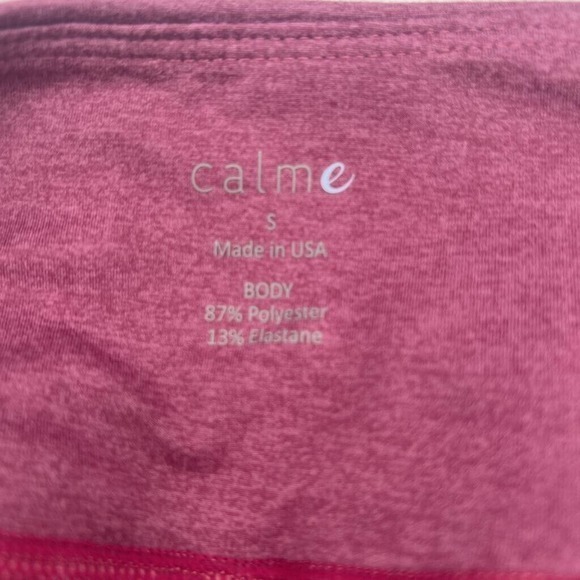 calme
S
Made in USA
BODY
87% Polyester
13% Elastane